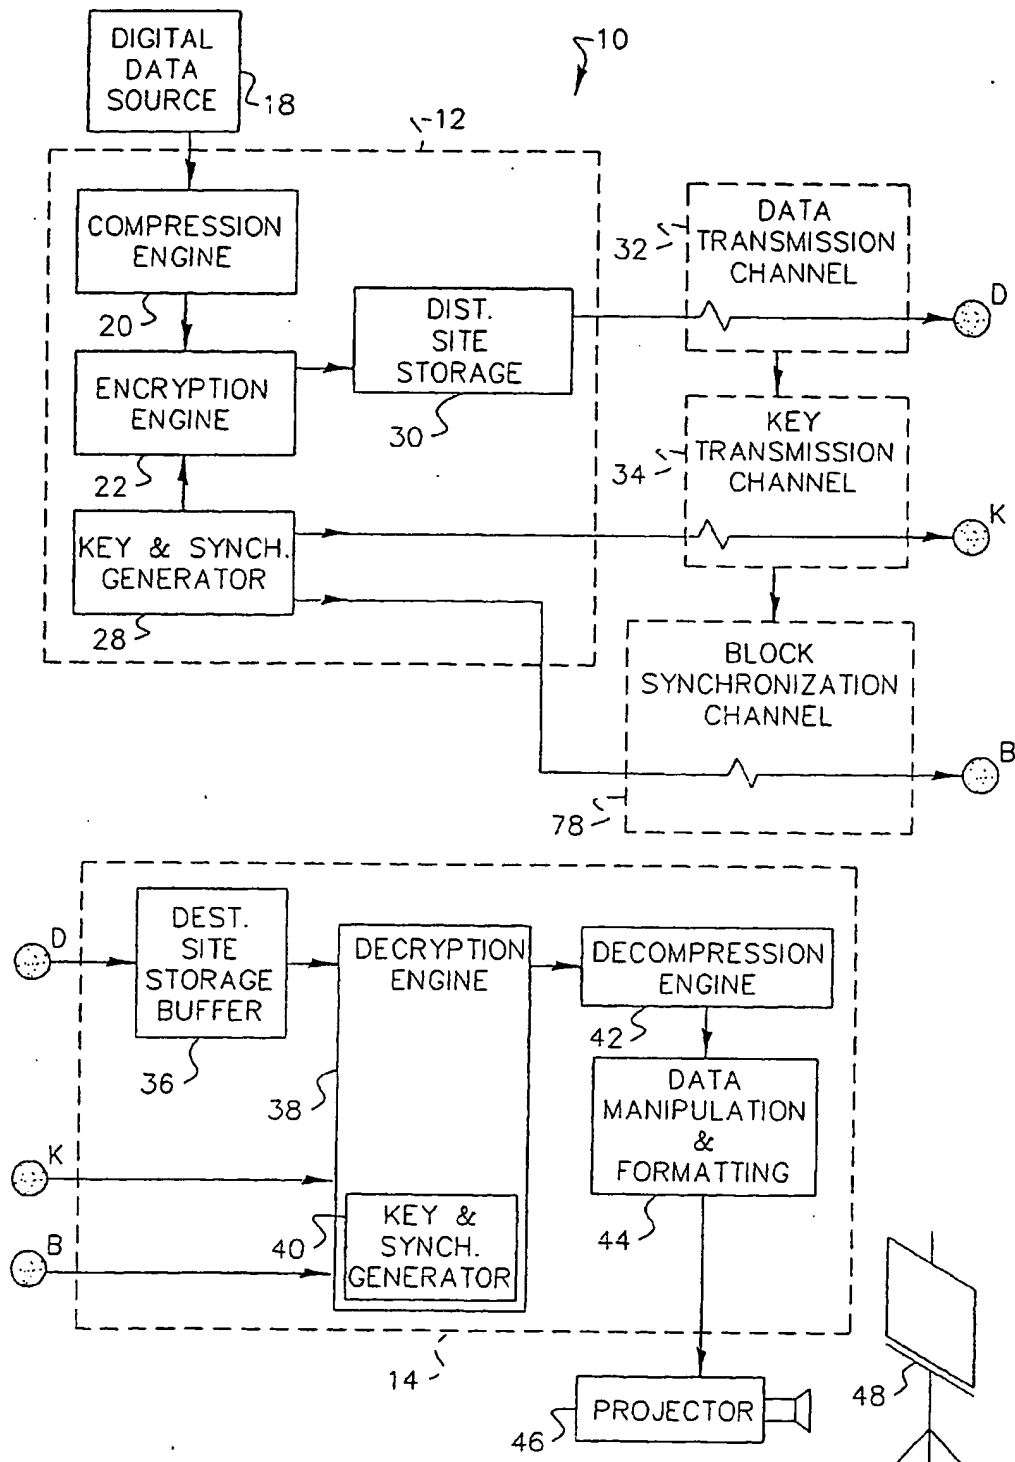 10
DIGITAL
DATA
SOURCE
18
12
COMPRESSION
ENGINE
20
ENCRYPTION
ENGINE
22
KEY & SYNCH.
GENERATOR
28
DIST.
SITE
STORAGE
30
DATA
TRANSMISSION
CHANNEL
32
D
KEY
TRANSMISSION
CHANNEL
34
K
BLOCK
SYNCHRONIZATION
CHANNEL
78
B
D
DEST.
SITE
STORAGE
BUFFER
36
K
B
DECRYPTION
ENGINE
38
KEY &
SYNCH.
GENERATOR
40
DECOMPRESSION
ENGINE
42
DATA
MANIPULATION
&
FORMATTING
44
14
PROJECTOR
46
48